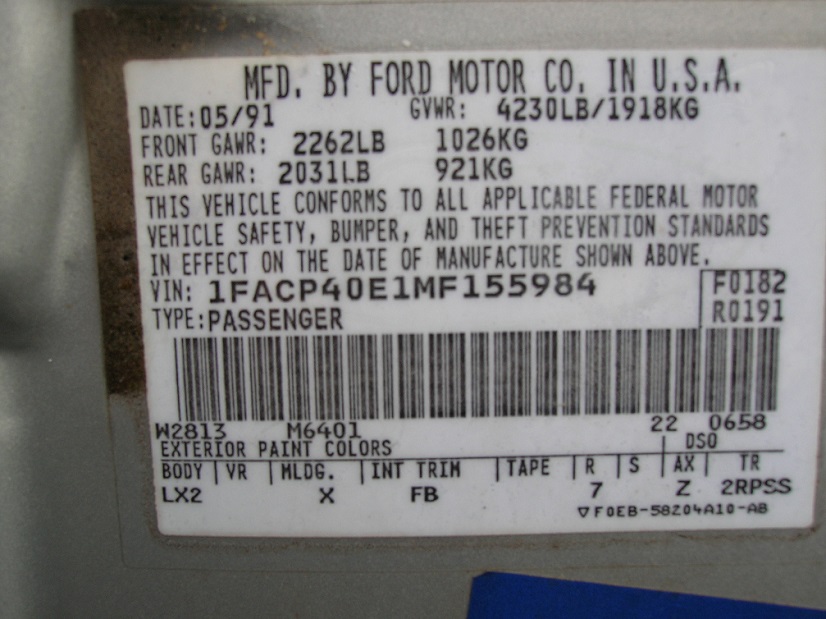 MFD. BY FORD MOTOR CO. IN U.S.A.
DATE: 05/91 GVWR: 4230LB/1918KG
FRONT GAWR: 2262LB 1026KG
REAR GAWR: 2031LB 921KG
THIS VEHICLE CONFORMS TO ALL APPLICABLE FEDERAL MOTOR
VEHICLE SAFETY, BUMPER, AND THEFT PREVENTION STANDARDS
IN EFFECT ON THE DATE OF MANUFACTURE SHOWN ABOVE.
VIN: 1FACP40E1MF155984 F0182
TYPE: PASSENGER R0191
W2813 M6401 22 0658
EXTERIOR PAINT COLORS DSO
BODY VR MLDG. INT TRIM TAPE R S AX TR
LX2 X FB 7 Z 2RPSS
▽F0EB-58204A10-AB